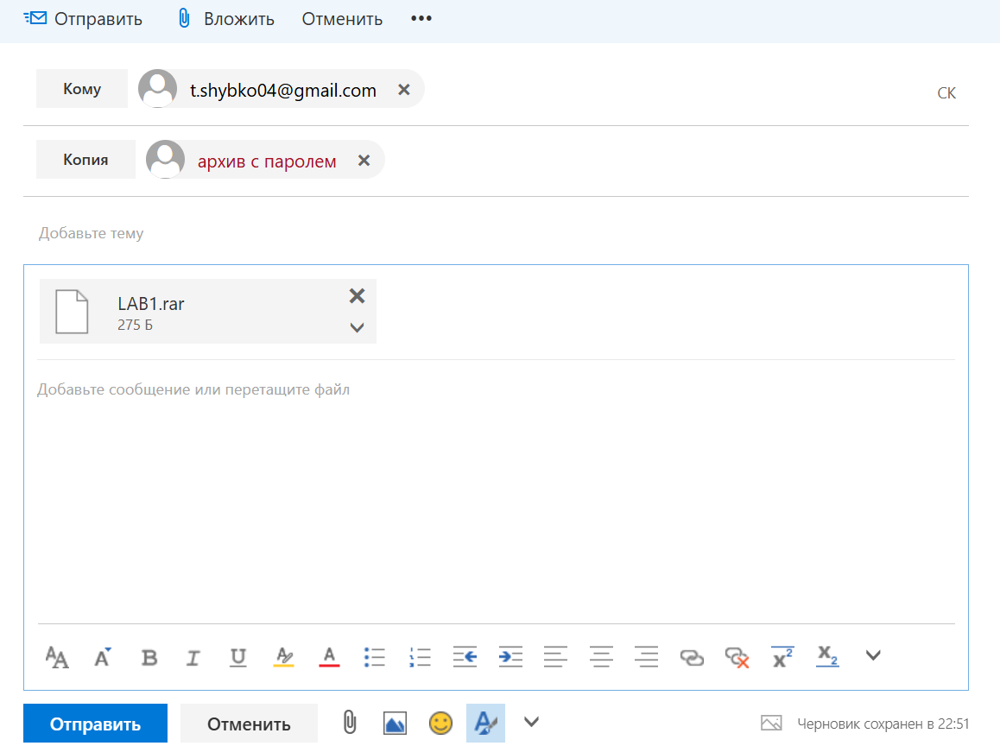 Отправить Вложить Отменить •••
Кому t.shybko04@gmail.com СК
Копия архив с паролем
Добавьте тему
LAB1.rar
275 Б
Добавьте сообщение или перетащите файл
Отправить Отменить Черновик сохранен в 22:51